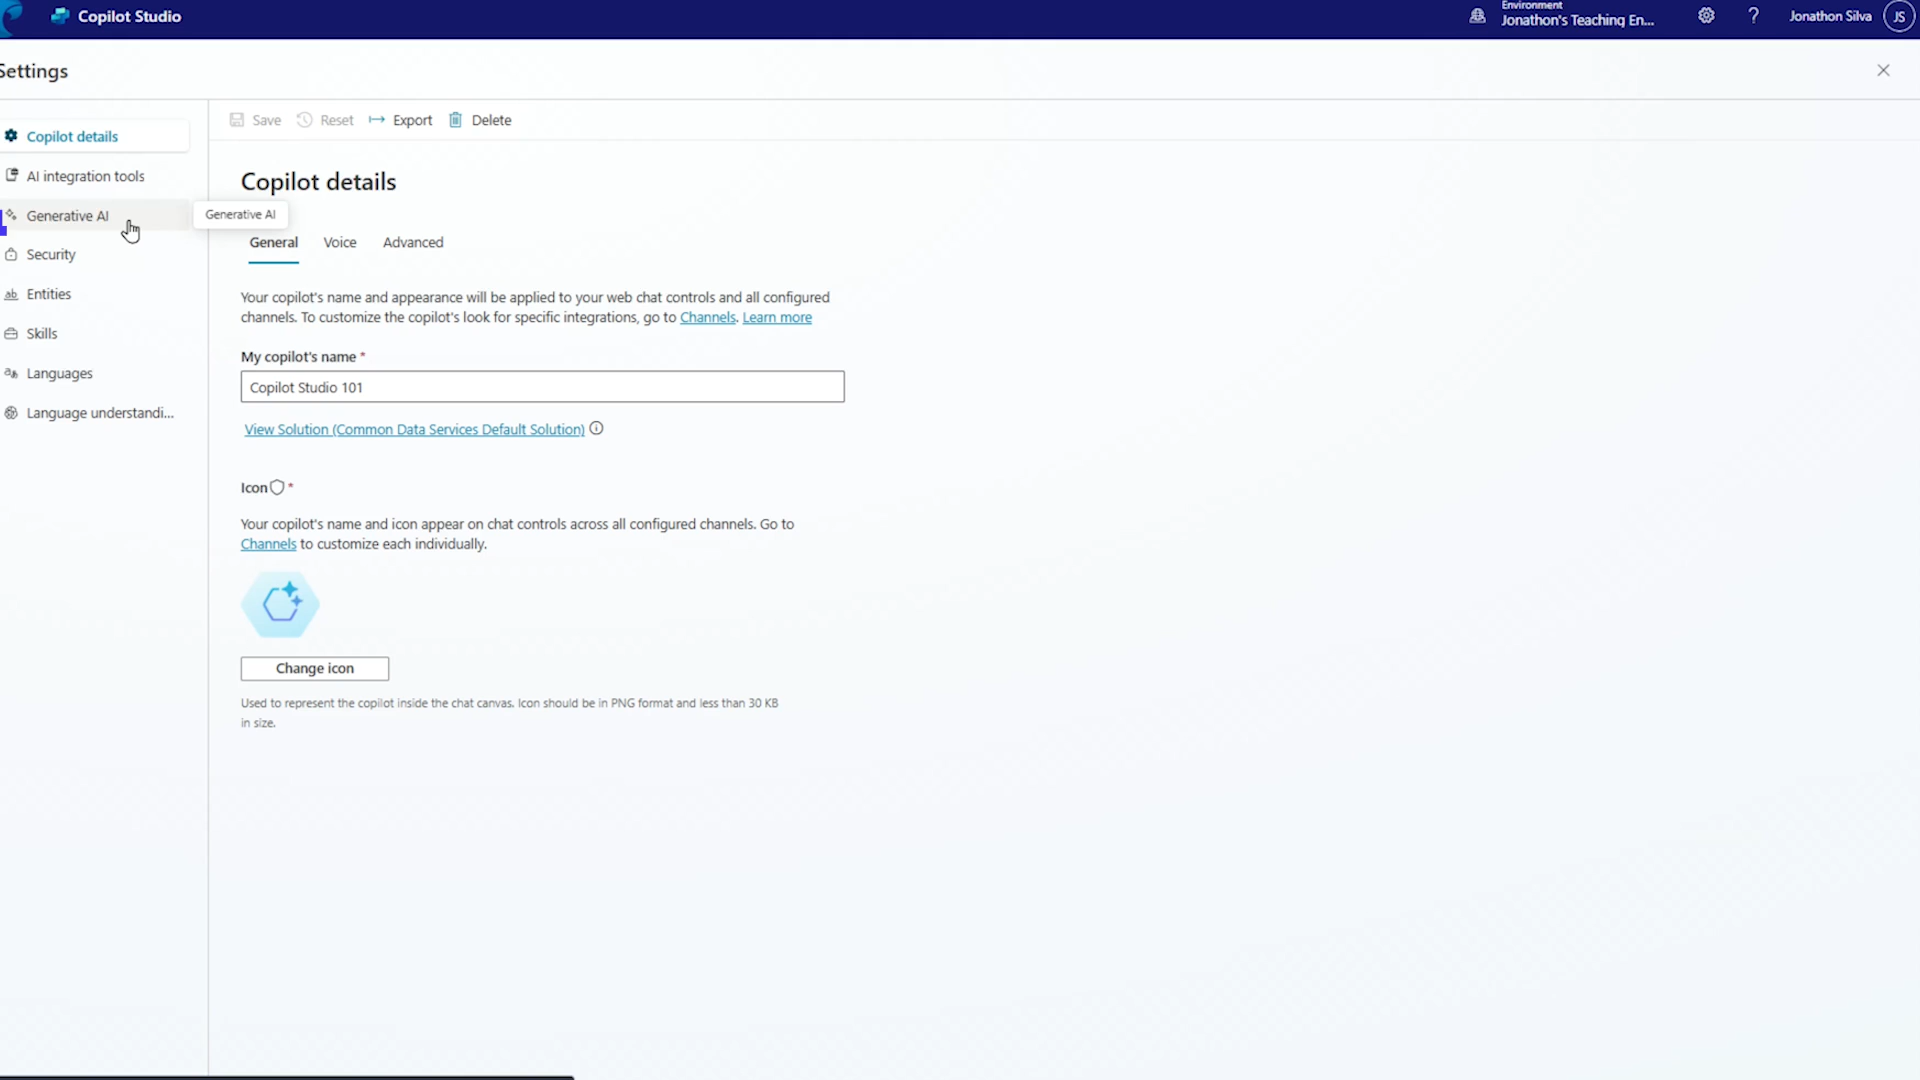 Copilot Studio
Environment
Jonathon's Teaching En...
?
Jonathon Silva
JS
Settings
Copilot details
AI integration tools
Generative AI
Security
Entities
Skills
Languages
Language understandi...
Save
Reset
Export
Delete
Copilot details
Generative AI
General
Voice
Advanced
Your copilot's name and appearance will be applied to your web chat controls and all configured
channels. To customize the copilot's look for specific integrations, go to Channels. Learn more
My copilot's name *
Copilot Studio 101
View Solution (Common Data Services Default Solution)
Icon *
Your copilot's name and icon appear on chat controls across all configured channels. Go to
Channels to customize each individually.
Change icon
Used to represent the copilot inside the chat canvas. Icon should be in PNG format and less than 30 KB
in size.